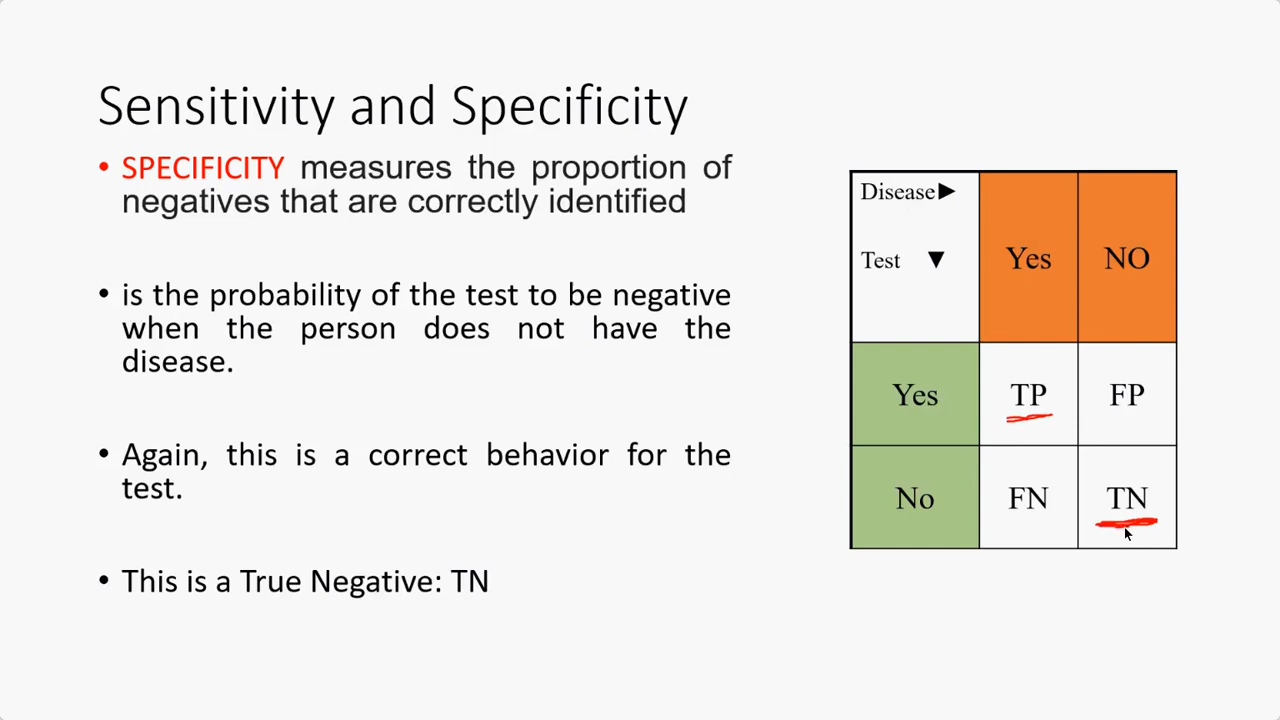 Sensitivity and Specificity
• SPECIFICITY measures the proportion of
negatives that are correctly identified
• is the probability of the test to be negative
when the person does not have the
disease.
• Again, this is a correct behavior for the
test.
• This is a True Negative: TN
Disease►
Test ▼
Yes
NO
Yes
TP
FP
No
FN
TN